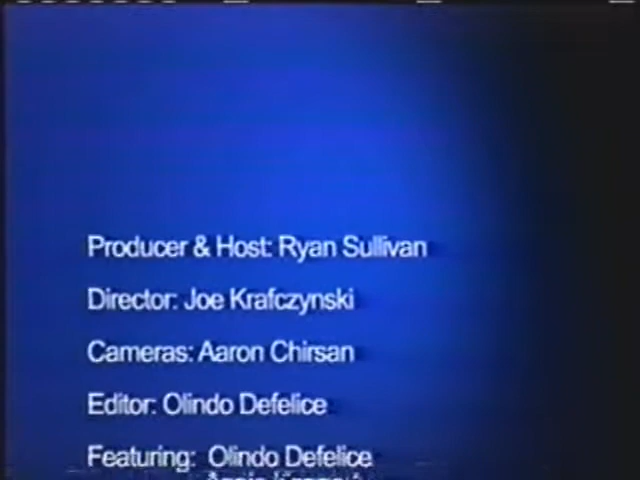 Producer & Host: Ryan Sullivan
Director: Joe Krafczynski
Cameras: Aaron Chirsan
Editor: Olindo Defelice
Featuring: Olindo Defelice